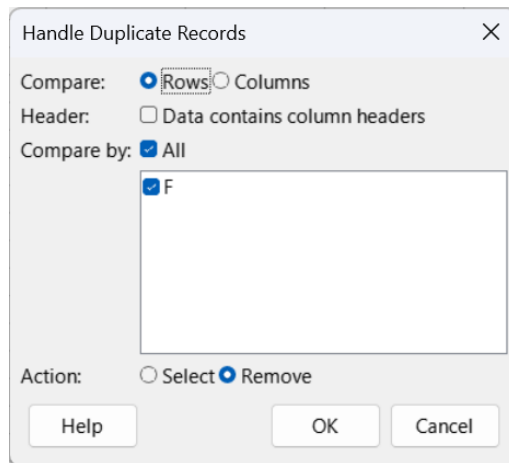 Handle Duplicate Records
Compare: Rows Columns
Header: Data contains column headers
Compare by: All
F
Action: Select Remove
Help OK Cancel